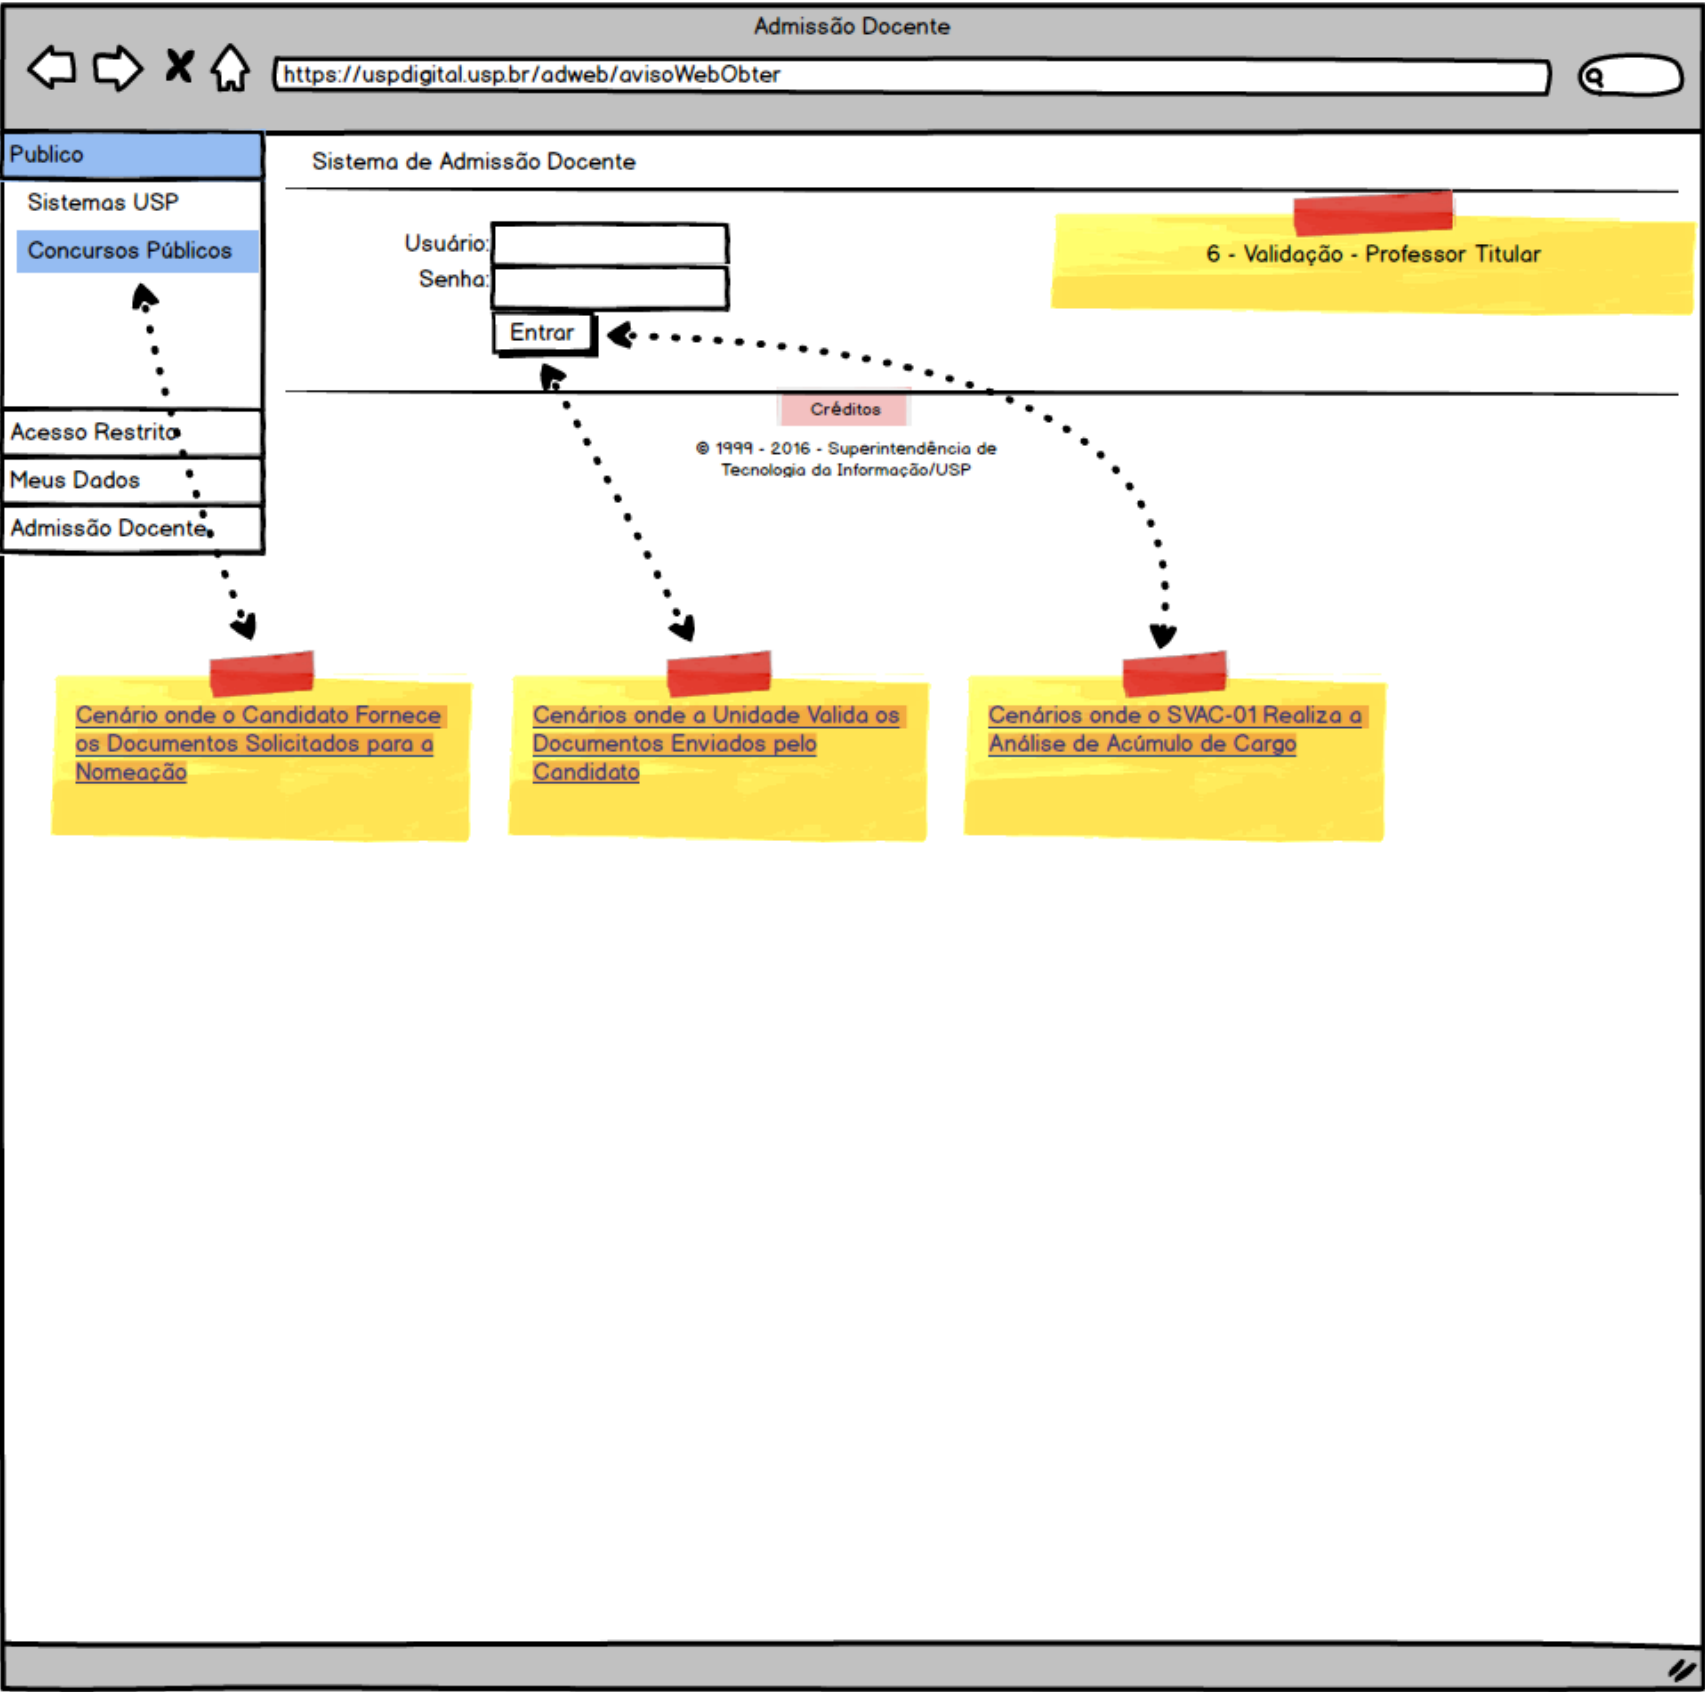 Admissão Docente
https://uspdigital.usp.br/adweb/avisoWebObter
Publico
Sistemas USP
Concursos Públicos
Acesso Restrito
Meus Dados
Admissão Docente
Sistema de Admissão Docente
Usuário:
Senha:
Entrar
6 - Validação - Professor Titular
Créditos
© 1999 - 2016 - Superintendência de
Tecnologia da Informação/USP
Cenário onde o Candidato Fornece
os Documentos Solicitados para a
Nomeação
Cenários onde a Unidade Valida os
Documentos Enviados pelo
Candidato
Cenários onde o SVAC-01 Realiza a
Análise de Acúmulo de Cargo